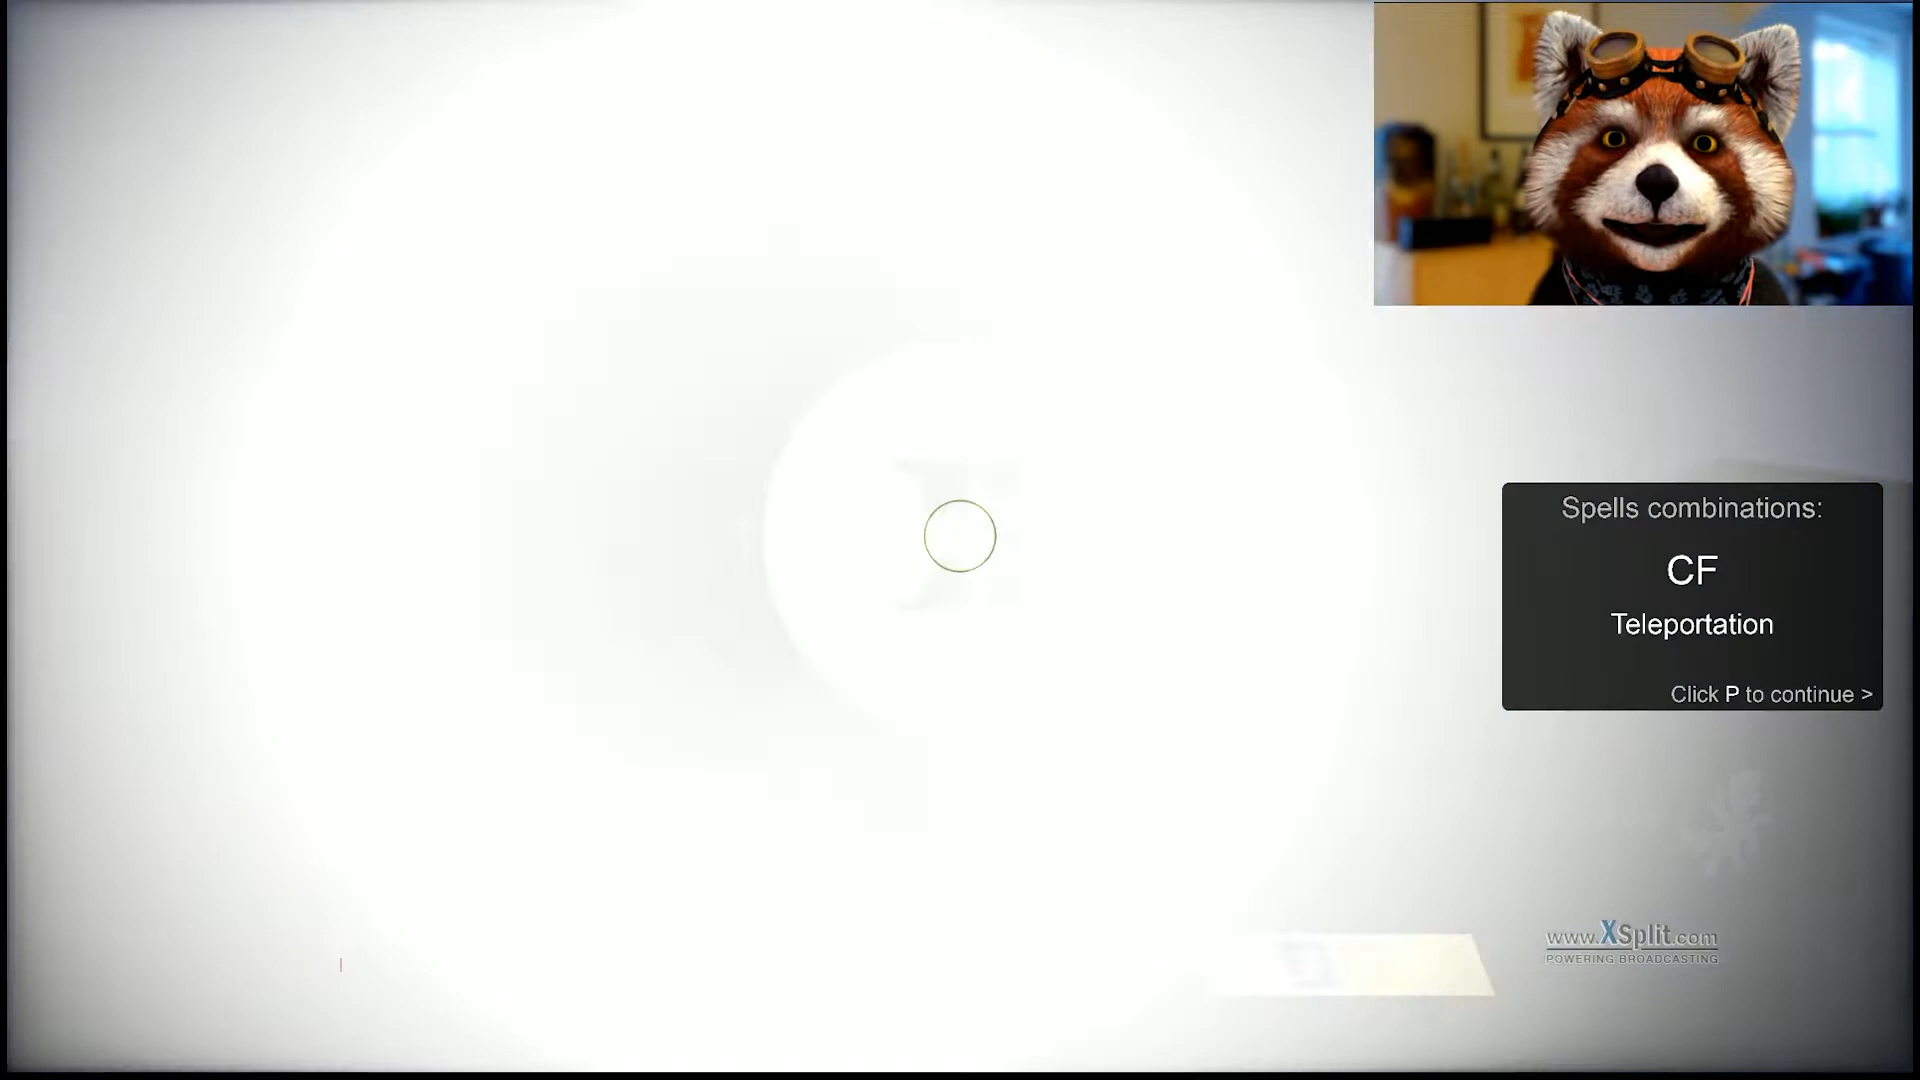 Spells combinations:
CF
Teleportation
Click P to continue >
www.XSplit.com
POWERING BROADCASTING